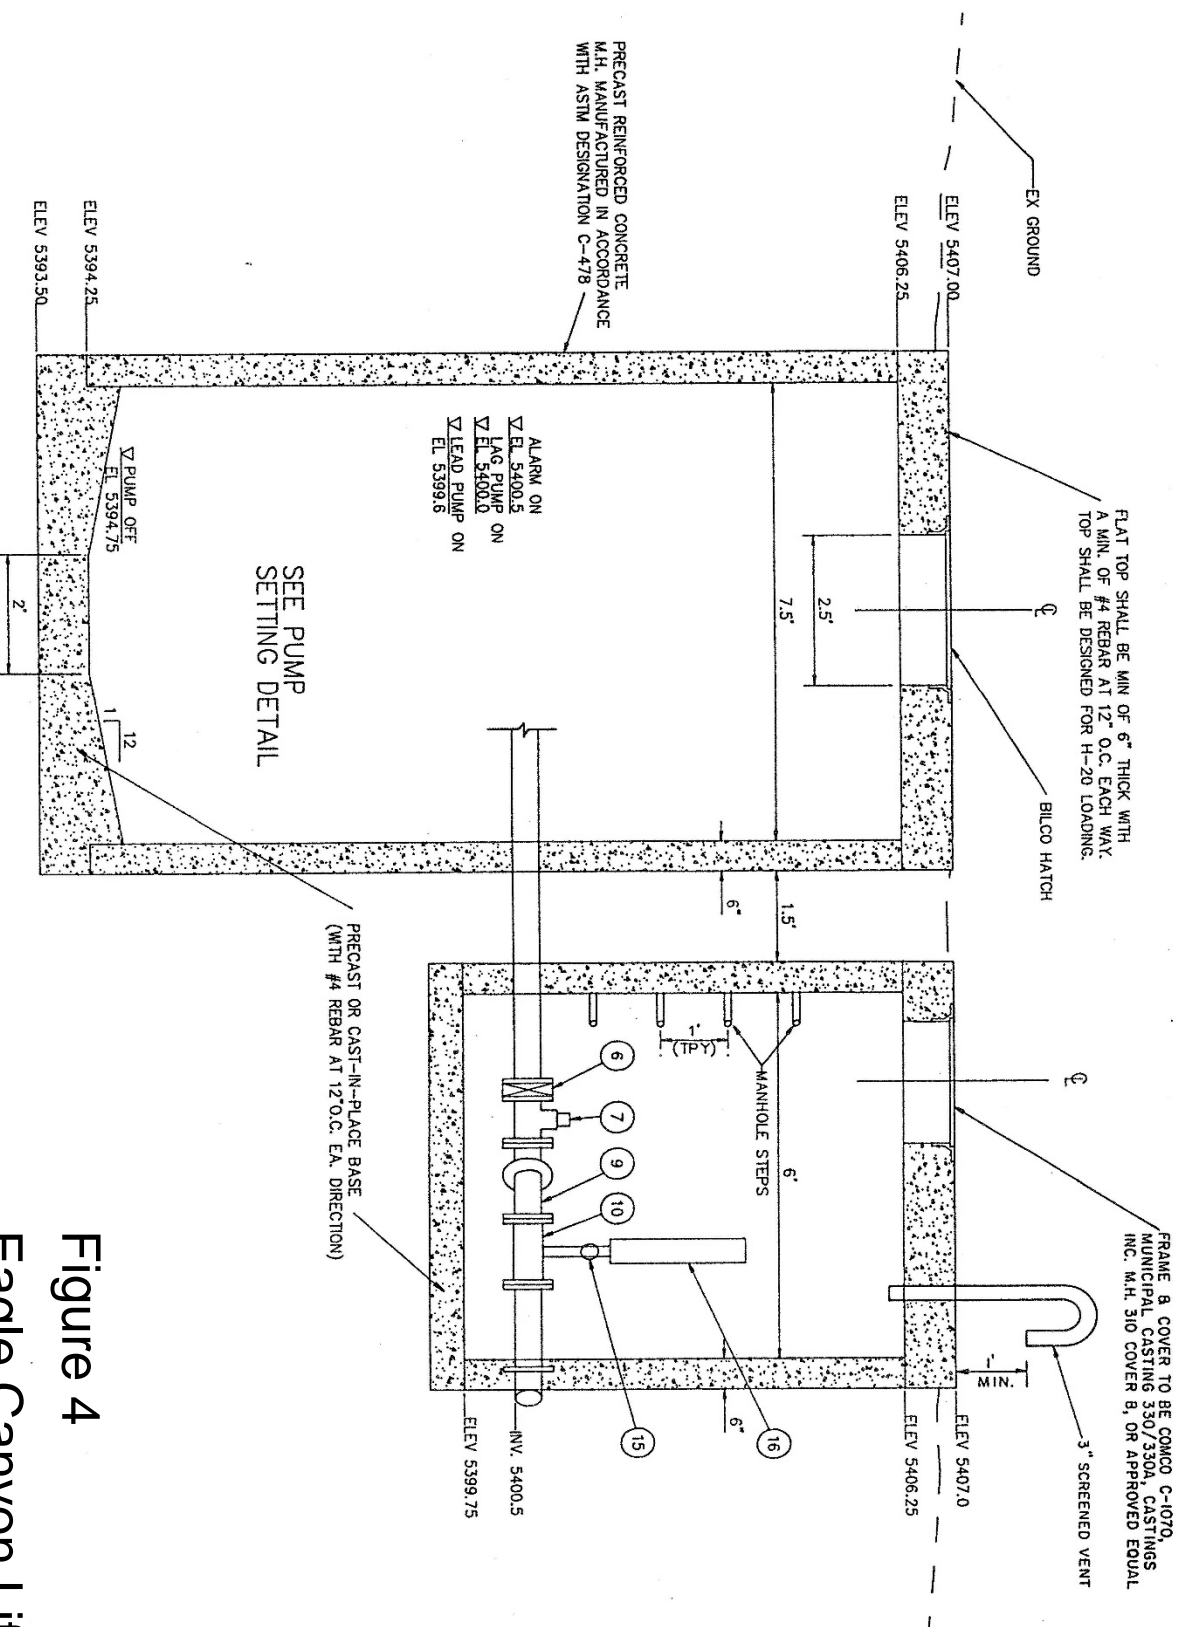 EX GROUND
ELEV 5407.00
ELEV 5406.25
PRECAST REINFORCED CONCRETE
M.H. MANUFACTURED IN ACCORDANCE
WITH ASTM DESIGNATION C-478
ELEV 5394.25
ELEV 5393.50
FLAT TOP SHALL BE MIN OF 6" THICK WITH
A MIN. OF #4 REBAR AT 12" O.C. EACH WAY.
TOP SHALL BE DESIGNED FOR H-20 LOADING.
BILCO HATCH
2.5'
7.5'
ALARM ON
EL 5400.5
LAG PUMP ON
EL 5400.0
LEAD PUMP ON
EL 5399.6
SEE PUMP
SETTING DETAIL
PUMP OFF
EL 5394.75
2'
12
1
1.5'
6"
PRECAST OR CAST-IN-PLACE BASE
(WITH #4 REBAR AT 12"O.C. EA. DIRECTION)
FRAME & COVER TO BE COMCO C-1070,
MUNICIPAL CASTING 330/330A, CASTINGS
INC. M.H. 310 COVER B, OR APPROVED EQUAL
3" SCREENED VENT
1'
MIN.
1'
(TPY)
MANHOLE STEPS
6'
6
7
9
10
15
16
6"
ELEV 5407.0
ELEV 5406.25
INV. 5400.5
ELEV 5399.75
Figure 4
Eagle Canyon Lif